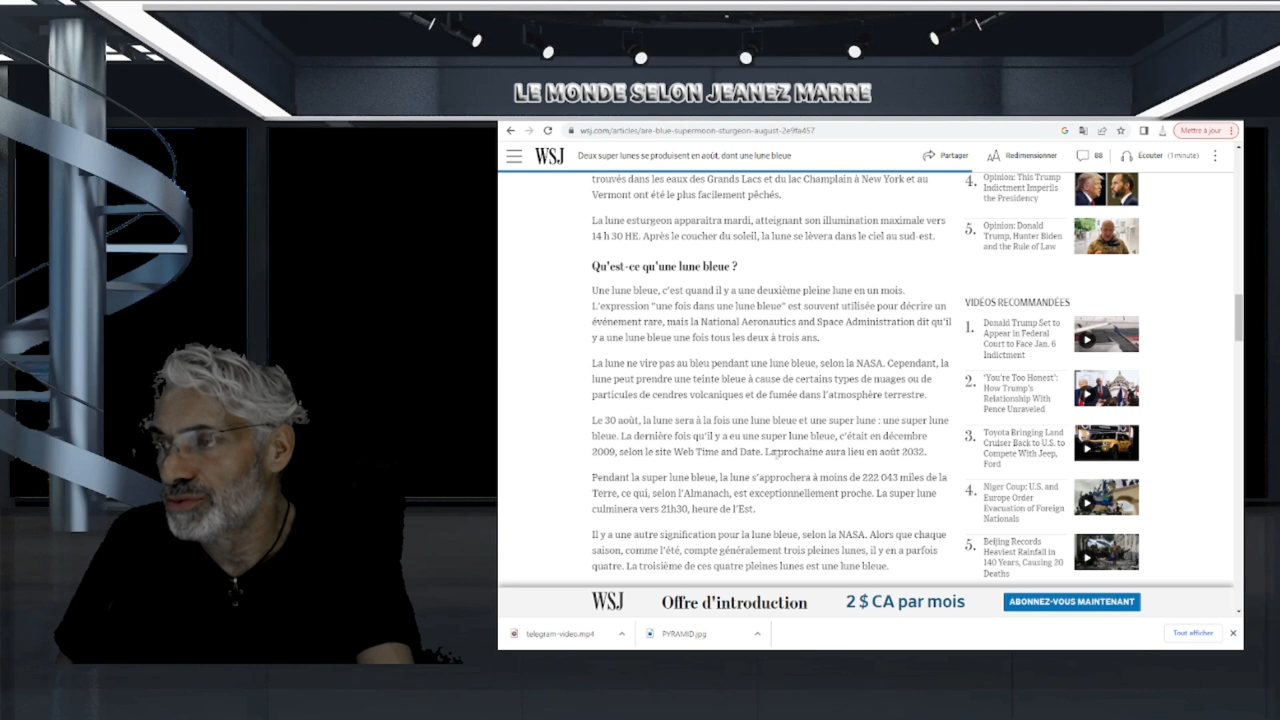 LE MONDE SELON JEANEZ MARRE
wsj.com/articles/are-blue-supermoon-sturgeon-august-2e9fa457
Mettre à jour
WSJ
Deux super lunes se produisent en août, dont une lune bleue
Partager
Redimensionner
88
Écouter (1 minute)
trouvés dans les eaux des Grands Lacs et du lac Champlain à New York et au
Vermont ont été le plus facilement pêchés.
La lune esturgeon apparaîtra mardi, atteignant son illumination maximale vers
14 h 30 HE. Après le coucher du soleil, la lune se lèvera dans le ciel au sud-est.
Qu'est-ce qu'une lune bleue ?
Une lune bleue, c'est quand il y a une deuxième pleine lune en un mois.
L'expression "une fois dans une lune bleue" est souvent utilisée pour décrire un
événement rare, mais la National Aeronautics and Space Administration dit qu'il
y a une lune bleue une fois tous les deux à trois ans.
La lune ne vire pas au bleu pendant une lune bleue, selon la NASA. Cependant, la
lune peut prendre une teinte bleue à cause de certains types de nuages ou de
particules de cendres volcaniques et de fumée dans l'atmosphère terrestre.
Le 30 août, la lune sera à la fois une lune bleue et une super lune : une super lune
bleue. La dernière fois qu'il y a eu une super lune bleue, c'était en décembre
2009, selon le site Web Time and Date. La prochaine aura lieu en août 2032.
Pendant la super lune bleue, la lune s'approchera à moins de 222 043 miles de la
Terre, ce qui, selon l'Almanach, est exceptionnellement proche. La super lune
culminera vers 21h30, heure de l'Est.
Il y a une autre signification pour la lune bleue, selon la NASA. Alors que chaque
saison, comme l'été, compte généralement trois pleines lunes, il y en a parfois
quatre. La troisième de ces quatre pleines lunes est une lune bleue.
4. Opinion: This Trump
Indictment Imperils
the Presidency
5. Opinion: Donald
Trump, Hunter Biden
and the Rule of Law
VIDÉOS RECOMMANDÉES
1. Donald Trump Set to
Appear in Federal
Court to Face Jan. 6
Indictment
2. 'You're Too Honest':
How Trump's
Relationship With
Pence Unraveled
3. Toyota Bringing Land
Cruiser Back to U.S. to
Compete With Jeep,
Ford
4. Niger Coup: U.S. and
Europe Order
Evacuation of Foreign
Nationals
5. Beijing Records
Heaviest Rainfall in
140 Years, Causing 20
Deaths
WSJ
Offre d'introduction
2 $ CA par mois
ABONNEZ-VOUS MAINTENANT
telegram-video.mp4
PYRAMID.jpg
Tout afficher